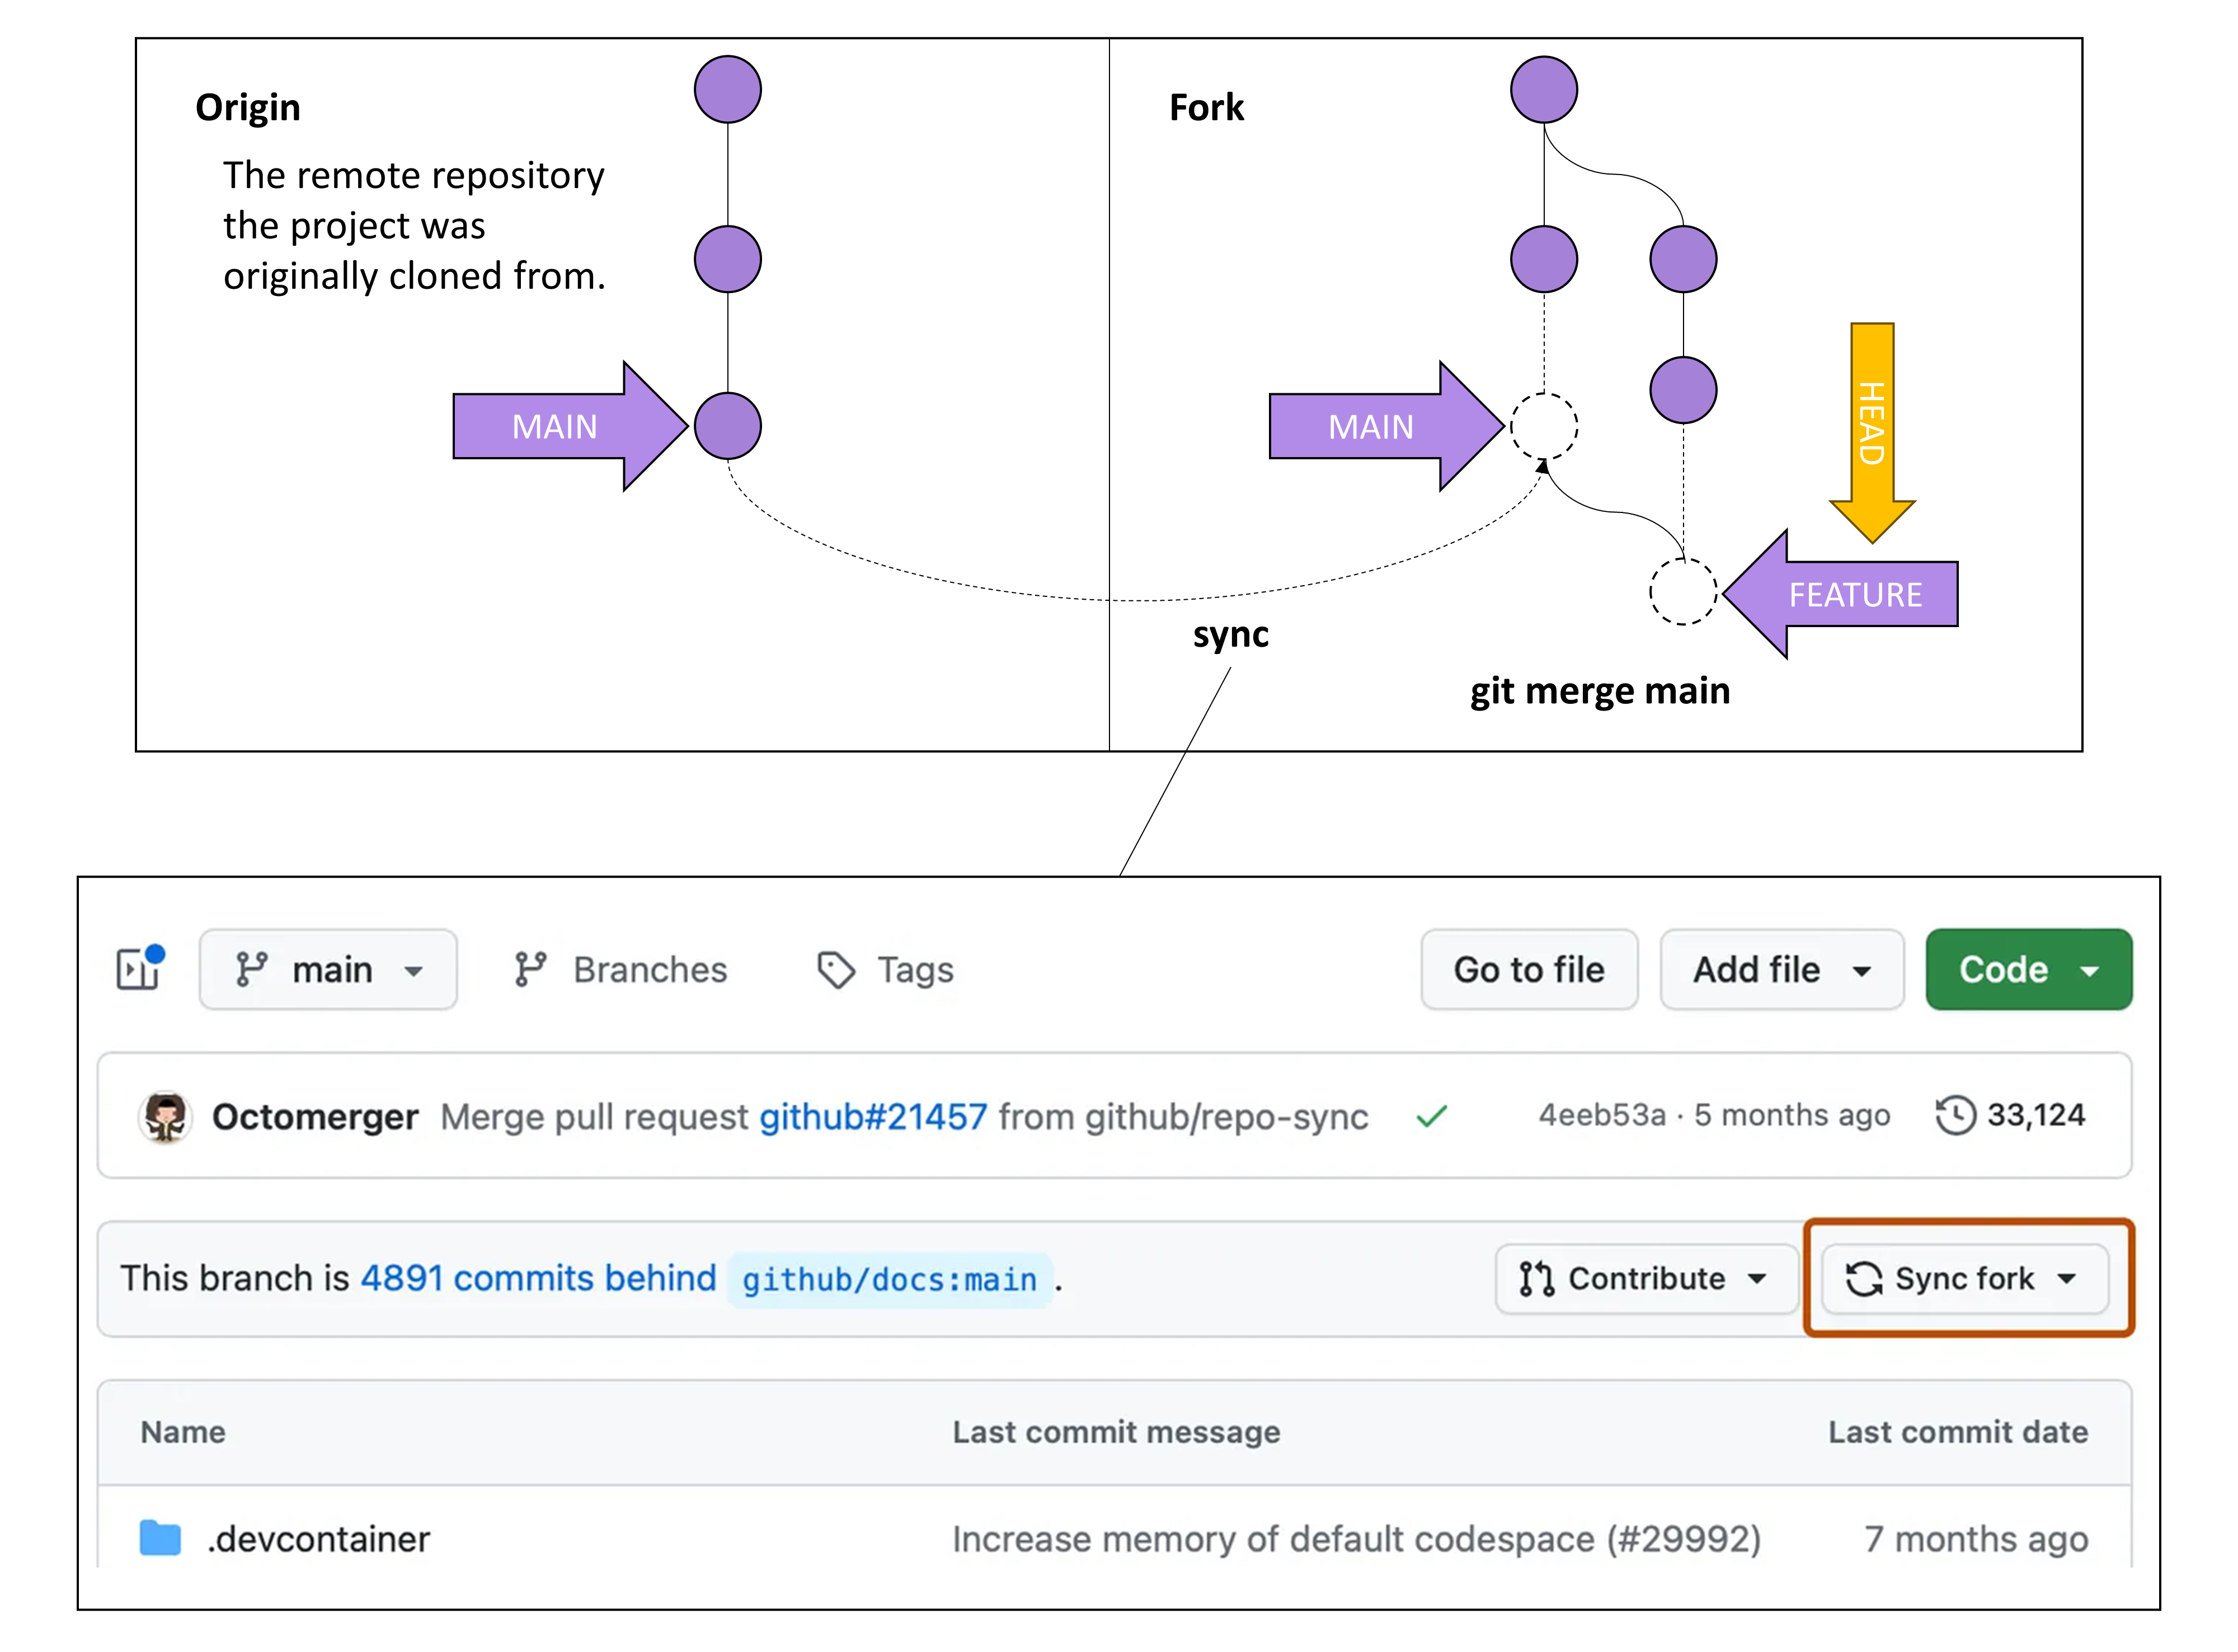 Origin
The remote repository
the project was
originally cloned from.
MAIN
Fork
MAIN
HEAD
FEATURE
sync
git merge main
main
Branches
Tags
Go to file
Add file
Code
Octomerger Merge pull request github#21457 from github/repo-sync
4eeb53a · 5 months ago
33,124
This branch is 4891 commits behind github/docs:main .
Contribute
Sync fork
Name
Last commit message
Last commit date
.devcontainer
Increase memory of default codespace (#29992)
7 months ago